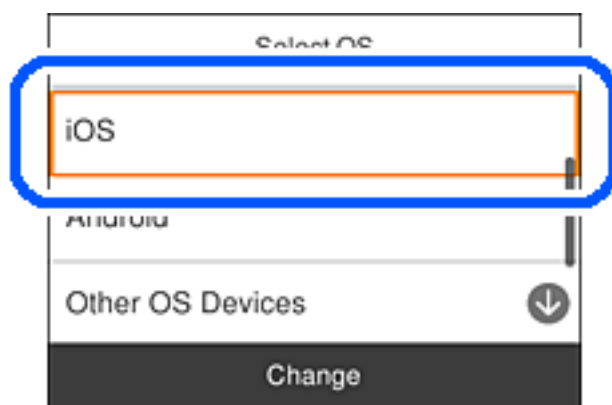 Select OS
iOS
Android
Other OS Devices
Change